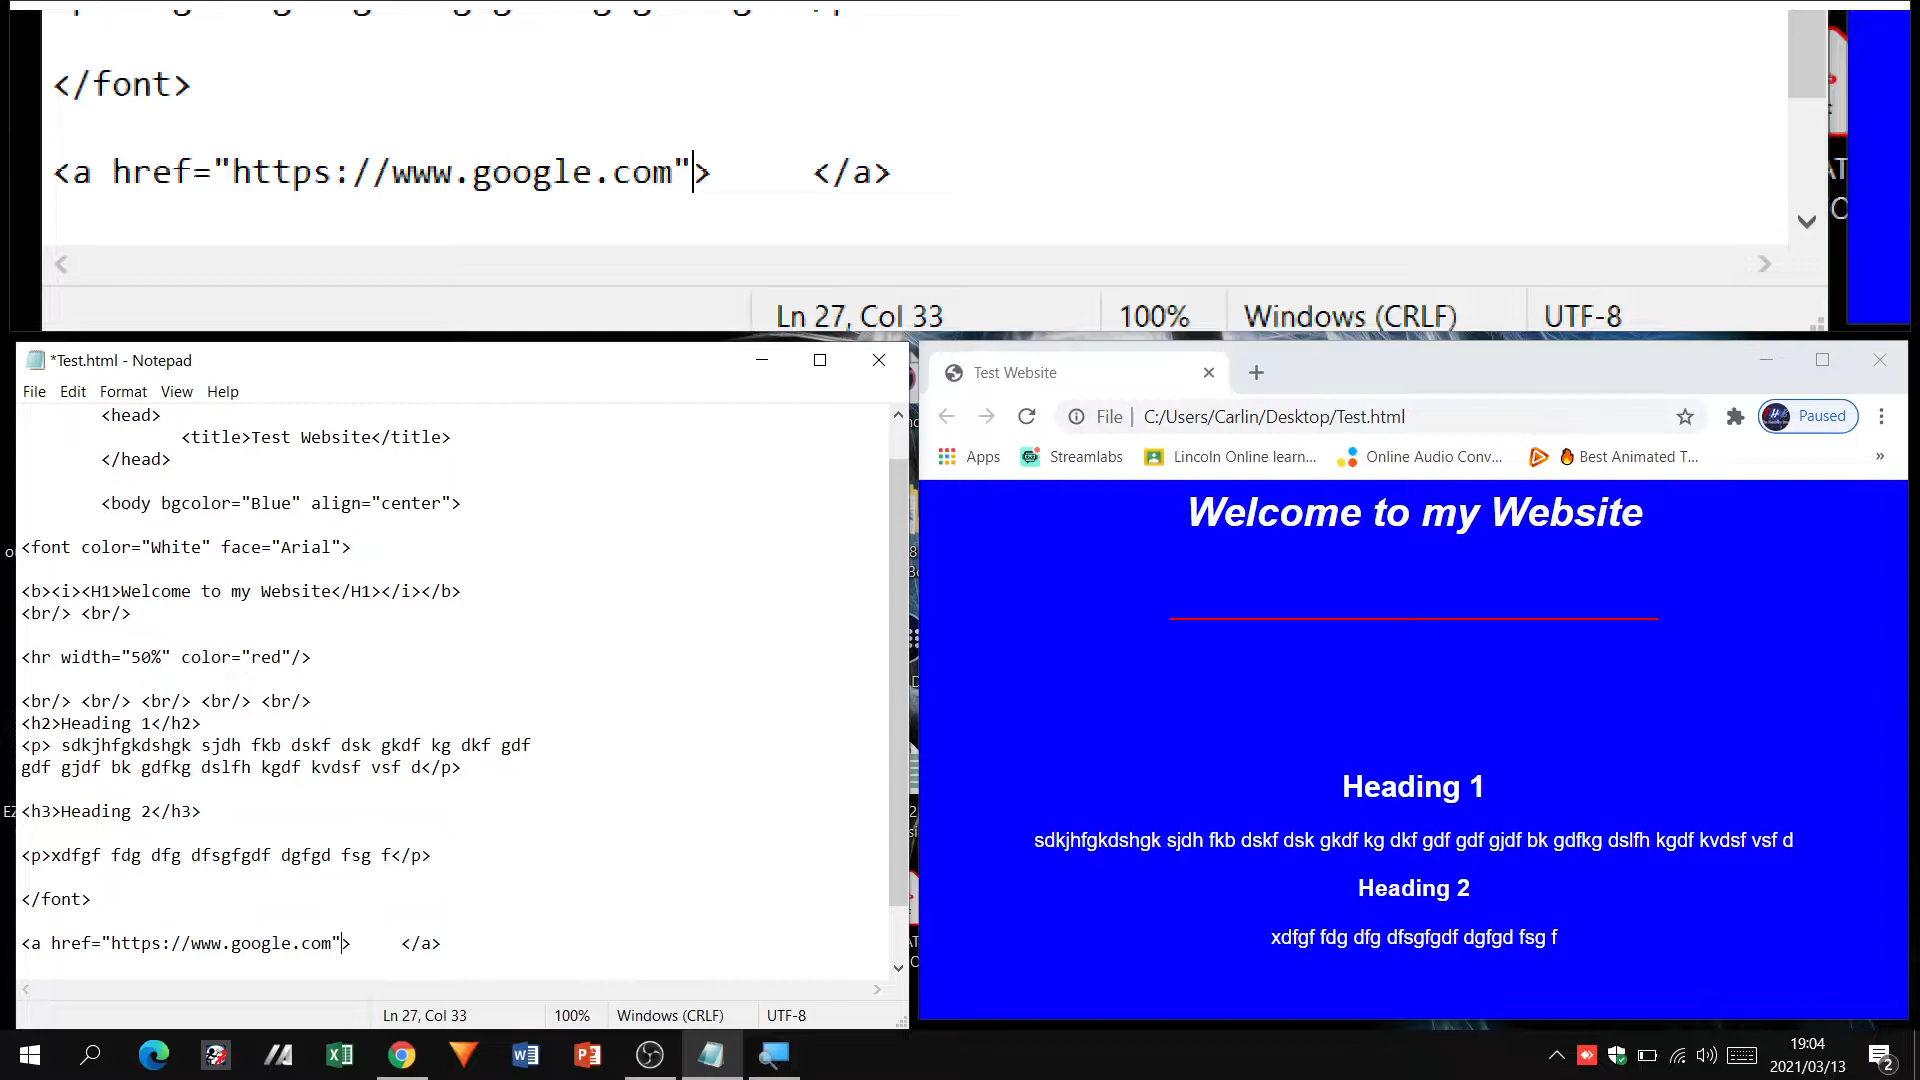 </font>
<a href="https://www.google.com">     </a>
Ln 27, Col 33
100%
Windows (CRLF)
UTF-8
*Test.html - Notepad
File Edit Format View Help
<head>
<title>Test Website</title>
</head>
<body bgcolor="Blue" align="center">
<font color="White" face="Arial">
<b><i><H1>Welcome to my Website</H1></i></b>
<br/> <br/>
<hr width="50%" color="red"/>
<br/> <br/> <br/> <br/> <br/>
<h2>Heading 1</h2>
<p> sdkjhfgkdshgk sjdh fkb dskf dsk gkdf kg dkf gdf
gdf gjdf bk gdfkg dslfh kgdf kvdsf vsf d</p>
<h3>Heading 2</h3>
<p>xdfgf fdg dfg dfsgfgdf dgfgd fsg f</p>
</font>
<a href="https://www.google.com">     </a>
Ln 27, Col 33
100%
Windows (CRLF)
UTF-8
Test Website
File
C:/Users/Carlin/Desktop/Test.html
Paused
Apps
Streamlabs
Lincoln Online learn...
Online Audio Conv...
Best Animated T...
»
Welcome to my Website
Heading 1
sdkjhfgkdshgk sjdh fkb dskf dsk gkdf kg dkf gdf gdf gjdf bk gdfkg dslfh kgdf kvdsf vsf d
Heading 2
xdfgf fdg dfg dfsgfgdf dgfgd fsg f
19:04
2021/03/13
2